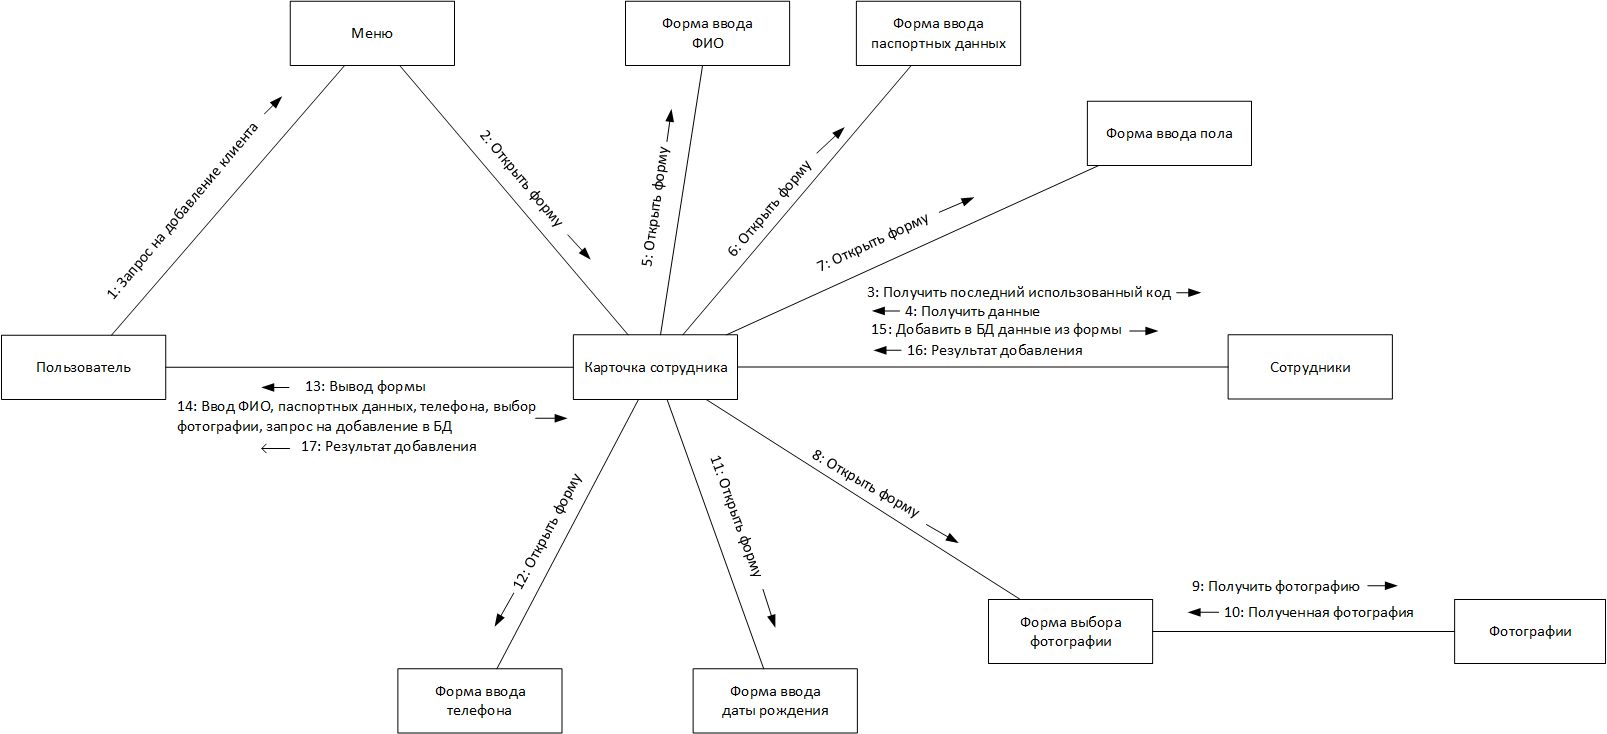 Меню
Форма ввода
ФИО
Форма ввода
паспортных данных
Форма ввода пола
1: Запрос на добавление клиента
2: Открыть форму
5: Открыть форму
6: Открыть форму
7: Открыть форму
3: Получить последний использованный код
4: Получить данные
15: Добавить в БД данные из формы
16: Результат добавления
Пользователь
Карточка сотрудника
Сотрудники
13: Вывод формы
14: Ввод ФИО, паспортных данных, телефона, выбор
фотографии, запрос на добавление в БД
17: Результат добавления
12: Открыть форму
11: Открыть форму
8: Открыть форму
9: Получить фотографию
10: Полученная фотография
Форма выбора
фотографии
Фотографии
Форма ввода
телефона
Форма ввода
даты рождения